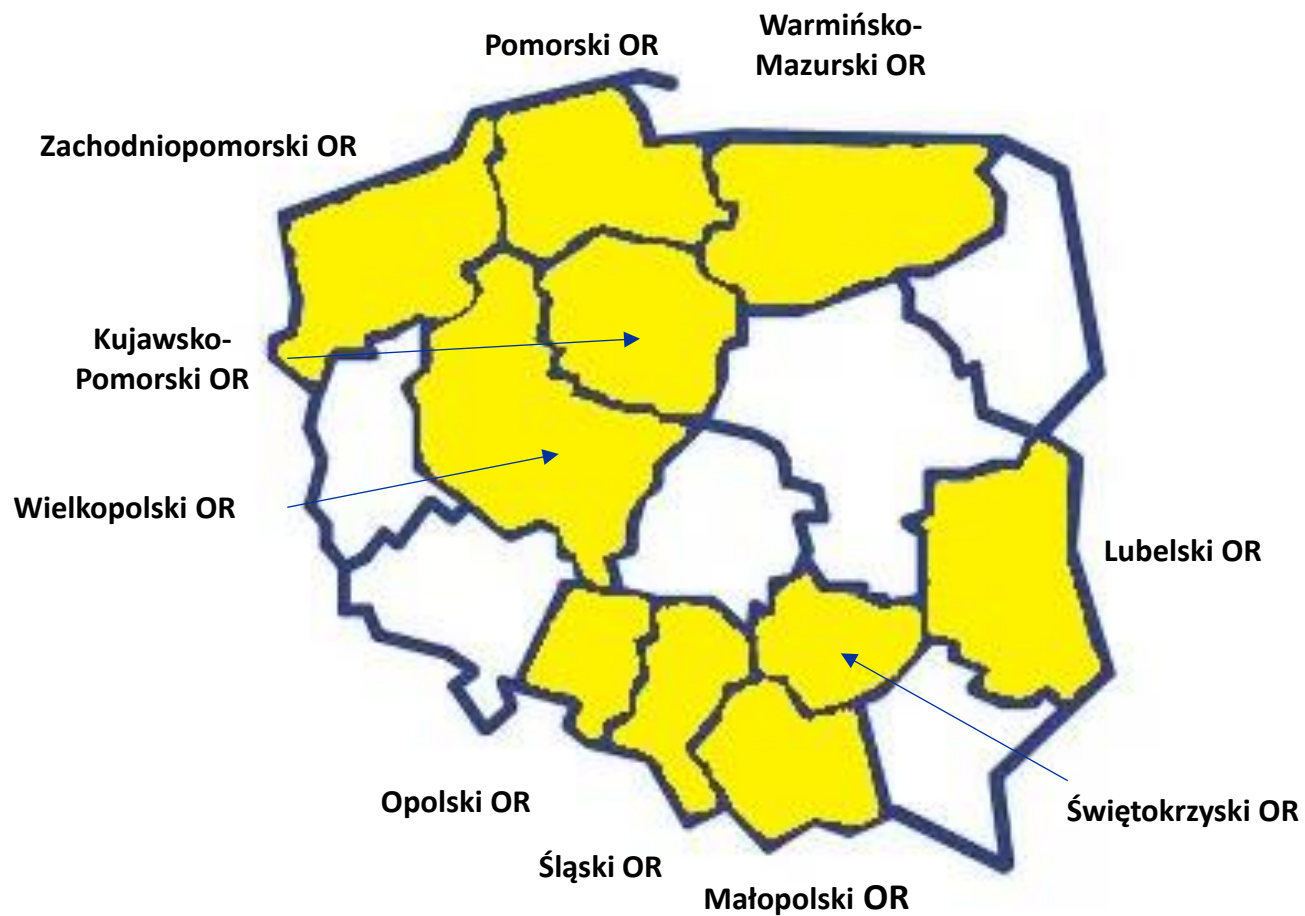 Pomorski OR
Warmińsko-
Mazurski OR
Zachodniopomorski OR
Kujawsko-
Pomorski OR
Wielkopolski OR
Lubelski OR
Opolski OR
Świętokrzyski OR
Śląski OR
Małopolski OR